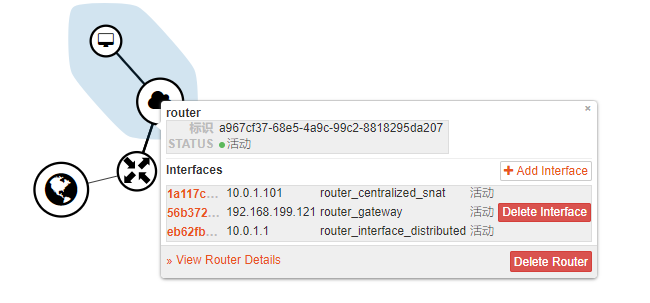 router
×
标识 a967cf37-68e5-4a9c-99c2-8818295da207
STATUS 活动
Interfaces
Add Interface
1a117c... 10.0.1.101 router_centralized_snat 活动
56b372... 192.168.199.121 router_gateway 活动 Delete Interface
eb62fb... 10.0.1.1 router_interface_distributed 活动
» View Router Details
Delete Router